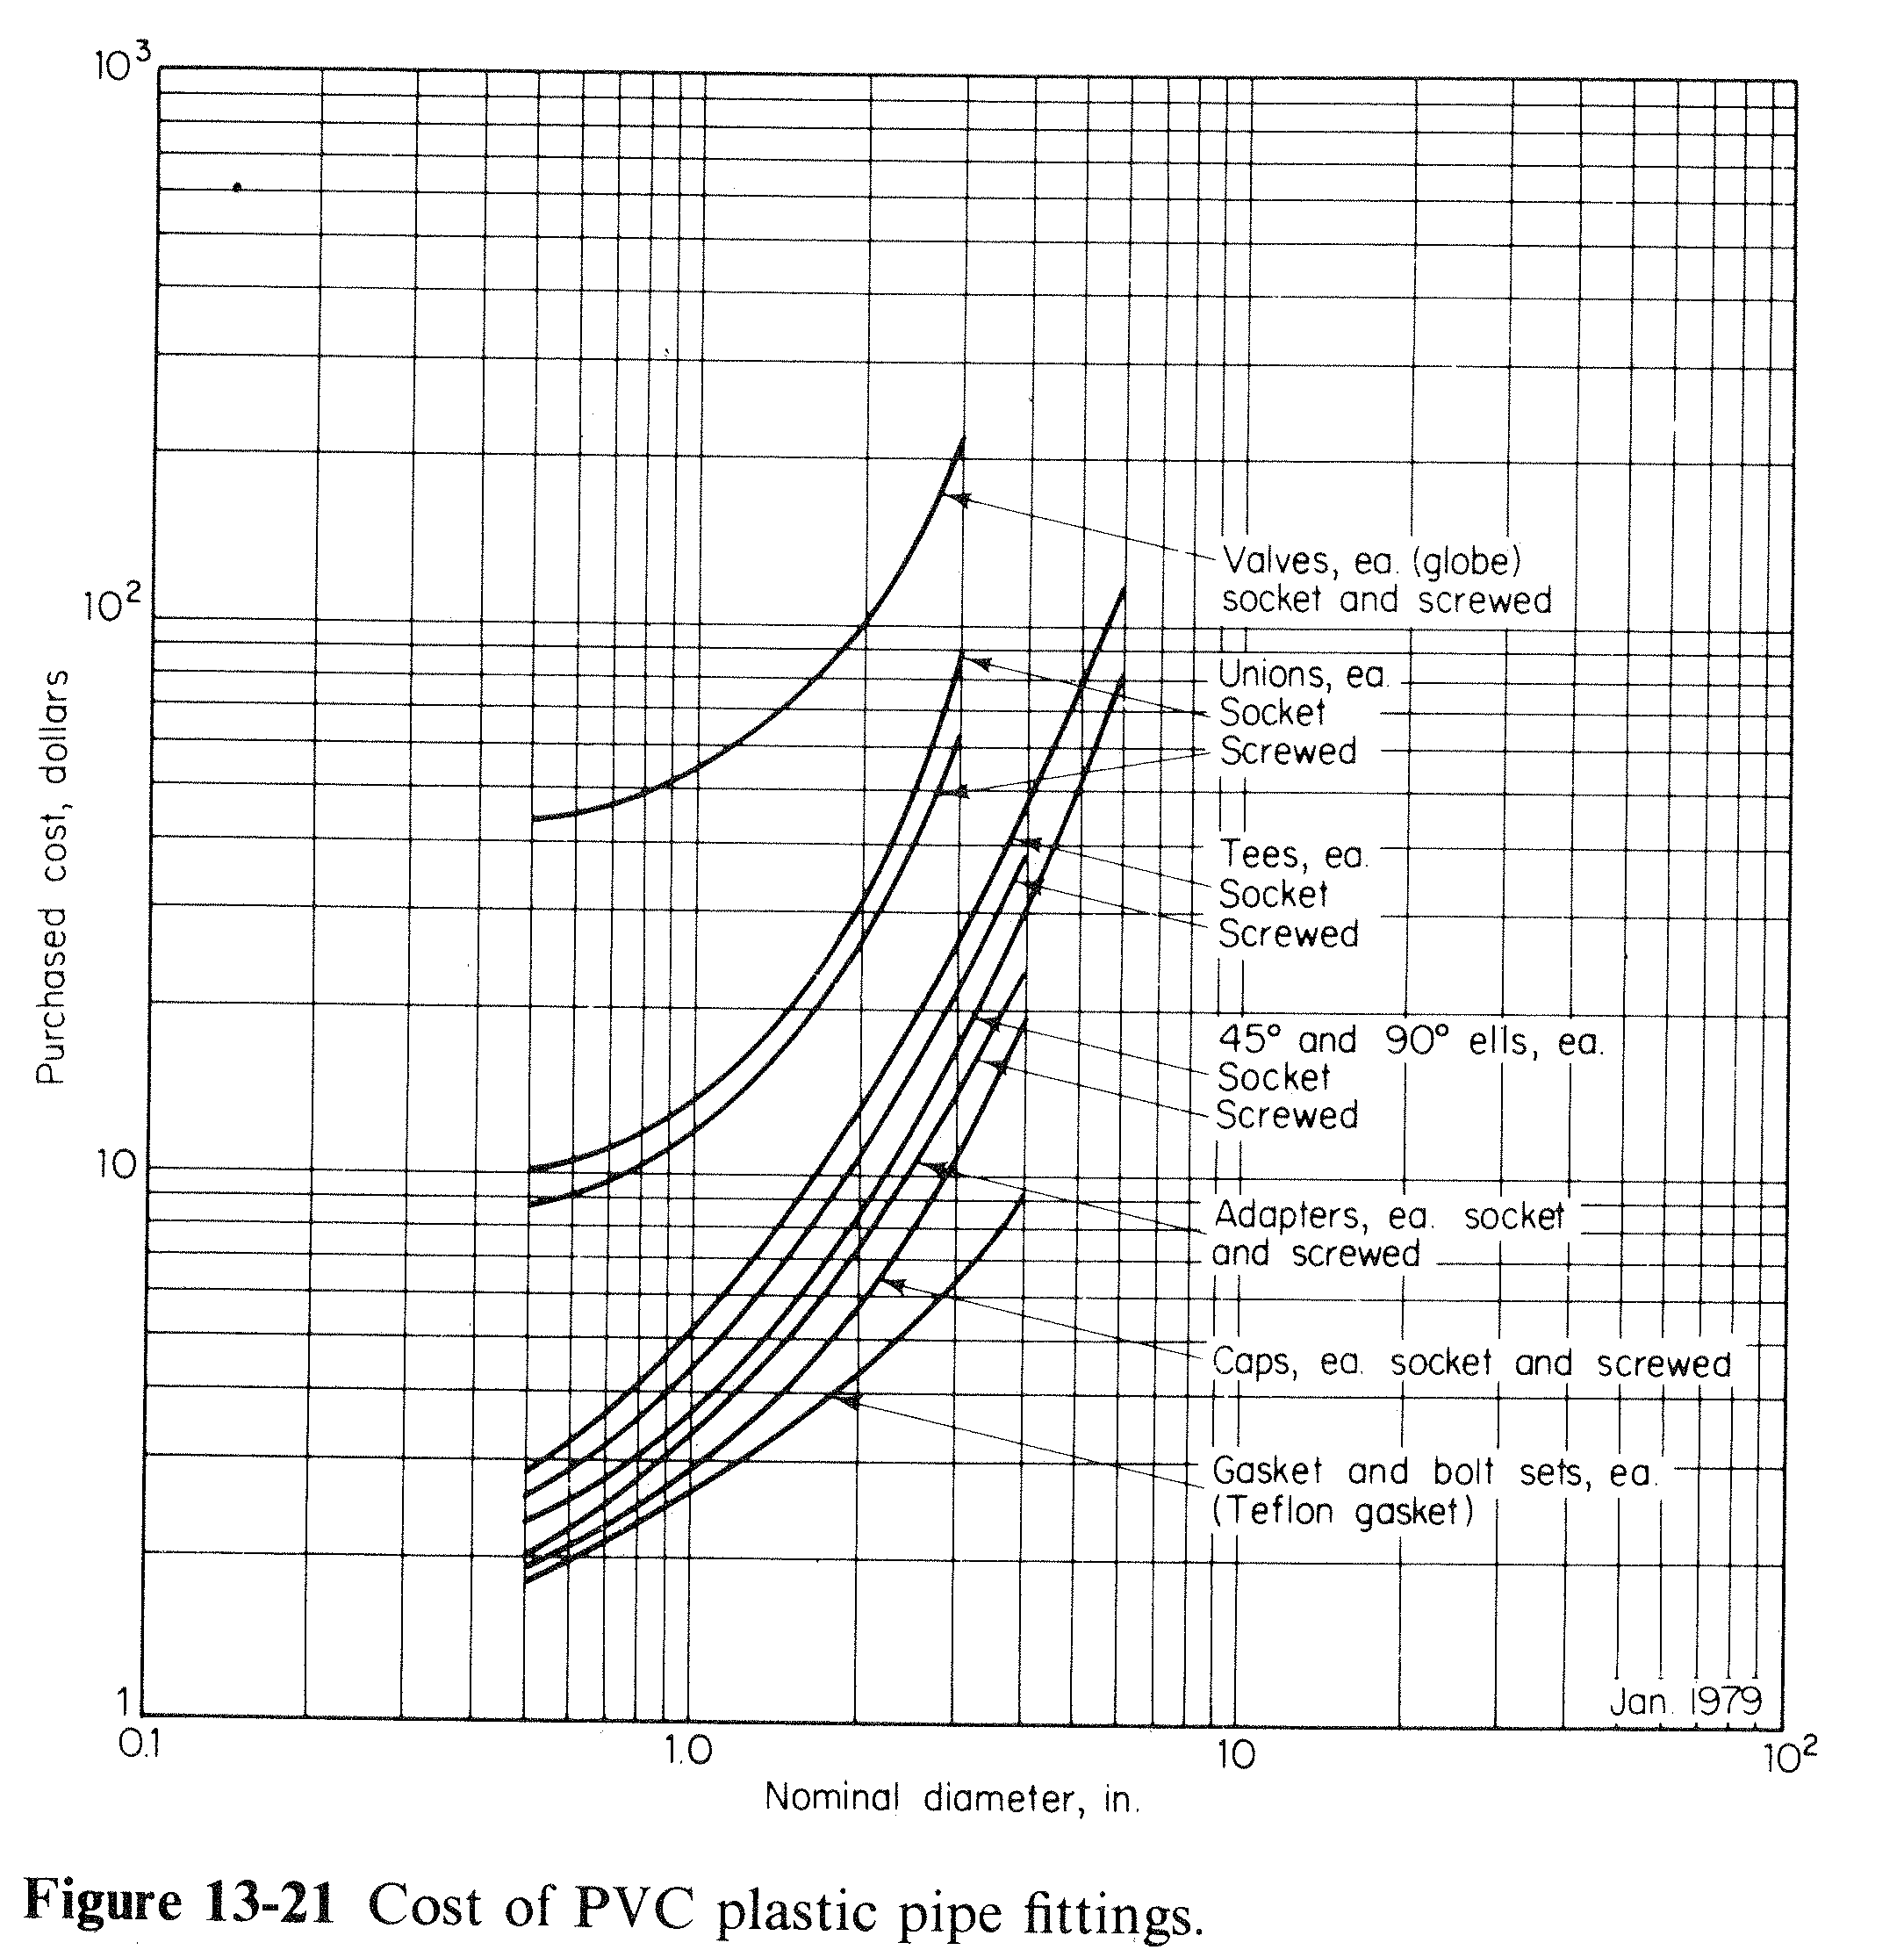 10³
10²
10
1
Purchased cost, dollars
Valves, ea. (globe)
socket and screwed
Unions, ea.
Socket
Screwed
Tees, ea.
Socket
Screwed
45° and 90° ells, ea.
Socket
Screwed
Adapters, ea. socket
and screwed
Caps, ea. socket and screwed
Gasket and bolt sets, ea.
(Teflon gasket)
Jan. 1979
0.1 1.0 10 10²
Nominal diameter, in.
Figure 13-21 Cost of PVC plastic pipe fittings.